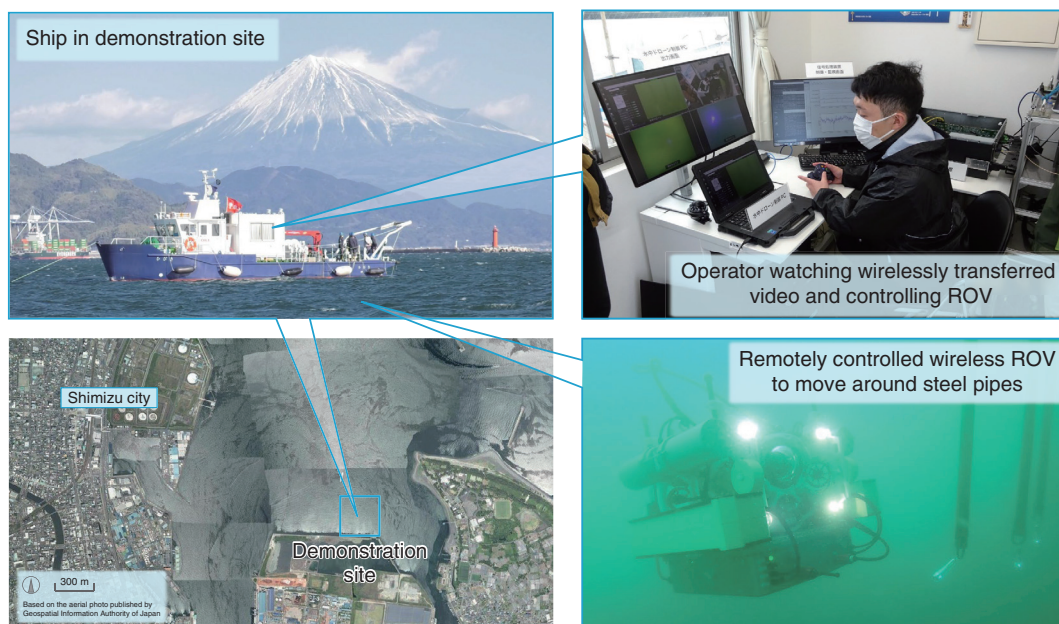 Ship in demonstration site
Operator watching wirelessly transferred
video and controlling ROV
Shimizu city
Demonstration
site
300 m
Based on the aerial photo published by
Geospatial Information Authority of Japan
Remotely controlled wireless ROV
to move around steel pipes